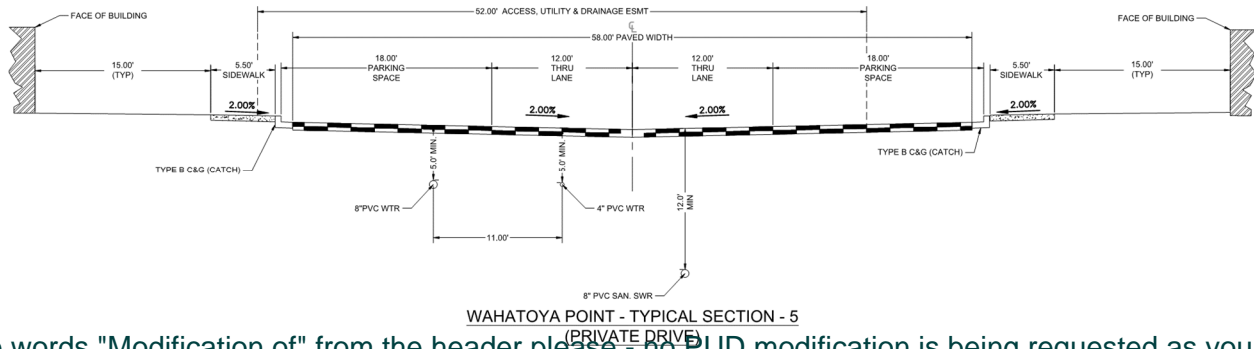 FACE OF BUILDING
52.00' ACCESS, UTILITY & DRAINAGE ESMT
FACE OF BUILDING
58.00' PAVED WIDTH
15.00'
(TYP)
5.50'
SIDEWALK
18.00'
PARKING
SPACE
12.00'
THRU
LANE
12.00'
THRU
LANE
18.00'
PARKING
SPACE
5.50'
SIDEWALK
15.00'
(TYP)
2.00%
2.00%
2.00%
2.00%
TYPE B C&G (CATCH)
TYPE B C&G (CATCH)
5.0' MIN.
5.0' MIN.
12.0'
MIN
8"PVC WTR
4" PVC WTR
11.00'
8" PVC SAN. SWR
WAHATOYA POINT - TYPICAL SECTION - 5
(PRIVATE DRIVE)
words "Modification of" from the header please - no PUD modification is being requested as you